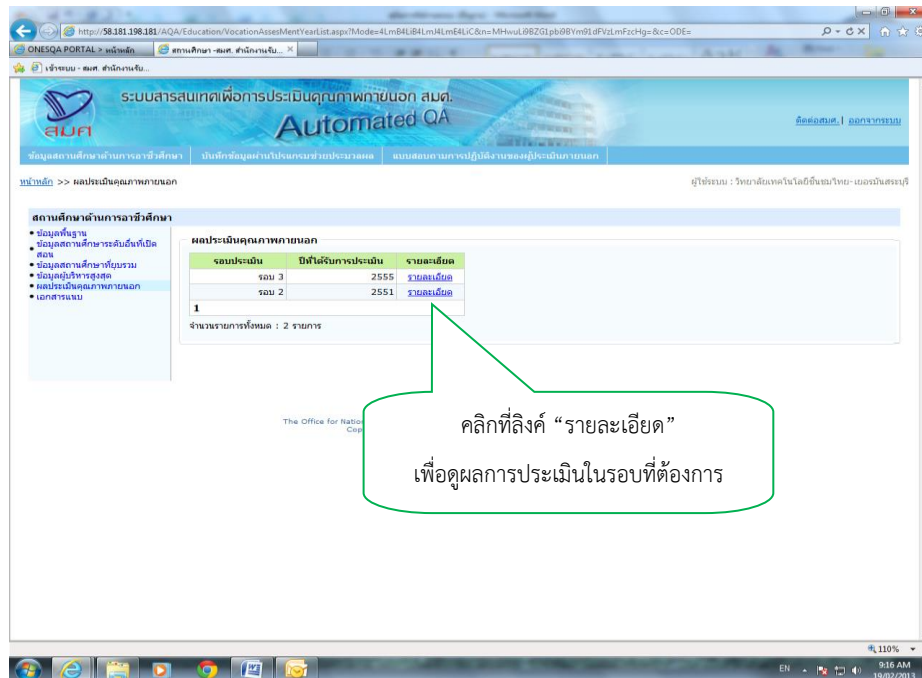 http://58.181.198.181/AQA/Education/VocationAssesMentYearList.aspx?Mode=4LmB4LiB4LmJ4LmE4LiC&n=MHwuLi9BZG1pbi9BYm91dFVzLmFzcHg=&c=ODE=
ONESQA PORTAL > หน้าหลัก
สถานศึกษา -สมศ. สำนักงานรับ...
เข้าระบบ - สมศ. สำนักงานรับ...
ระบบสารสนเทศเพื่อการประเมินคุณภาพภายนอก สมศ.
Automated QA
สมศ
ติดต่อสมศ. | ออกจากระบบ
ข้อมูลสถานศึกษาด้านการอาชีวศึกษา | บันทึกข้อมูลผ่านโปรแกรมช่วยประมวลผล | แบบสอบถามการปฏิบัติงานของผู้ประเมินภายนอก
หน้าหลัก >> ผลประเมินคุณภาพภายนอก
ผู้ใช้ระบบ : วิทยาลัยเทคโนโลยีชื่นชมไทย-เยอรมันสระบุรี
สถานศึกษาด้านการอาชีวศึกษา
ข้อมูลพื้นฐาน
ข้อมูลสถานศึกษาระดับอื่นที่เปิด
สอน
ข้อมูลสถานศึกษาที่ยุบรวม
ข้อมูลผู้บริหารสูงสุด
ผลประเมินคุณภาพภายนอก
เอกสารแนบ
ผลประเมินคุณภาพภายนอก
รอบประเมิน ปีที่ได้รับการประเมิน รายละเอียด
รอบ 3 2555 รายละเอียด
รอบ 2 2551 รายละเอียด
1
จำนวนรายการทั้งหมด : 2 รายการ
The Office for Natio
Cop
คลิกที่ลิงค์ “รายละเอียด”
เพื่อดูผลการประเมินในรอบที่ต้องการ
110%
EN
9:16 AM
19/02/2013